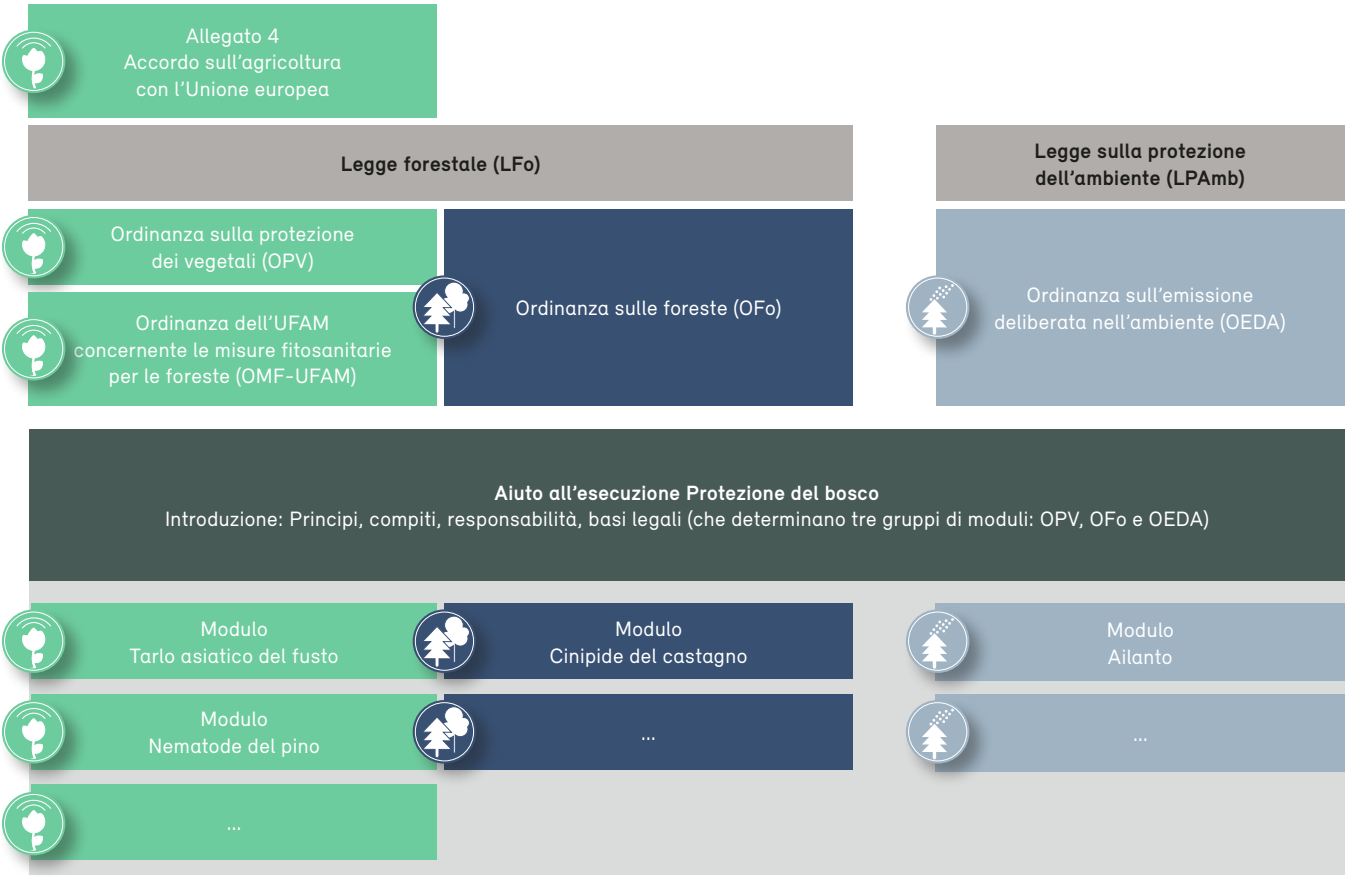 Allegato 4
Accordo sull'agricoltura
con l'Unione europea
Legge forestale (LFo)
Legge sulla protezione
dell'ambiente (LPAmb)
Ordinanza sulla protezione
dei vegetali (OPV)
Ordinanza dell'UFAM
concernente le misure fitosanitarie
per le foreste (OMF-UFAM)
Ordinanza sulle foreste (OFo)
Ordinanza sull'emissione
deliberata nell'ambiente (OEDA)
Aiuto all'esecuzione Protezione del bosco
Introduzione: Principi, compiti, responsabilità, basi legali (che determinano tre gruppi di moduli: OPV, OFo e OEDA)
Modulo
Tarlo asiatico del fusto
Modulo
Cinipide del castagno
Modulo
Ailanto
Modulo
Nematode del pino
...
...
...